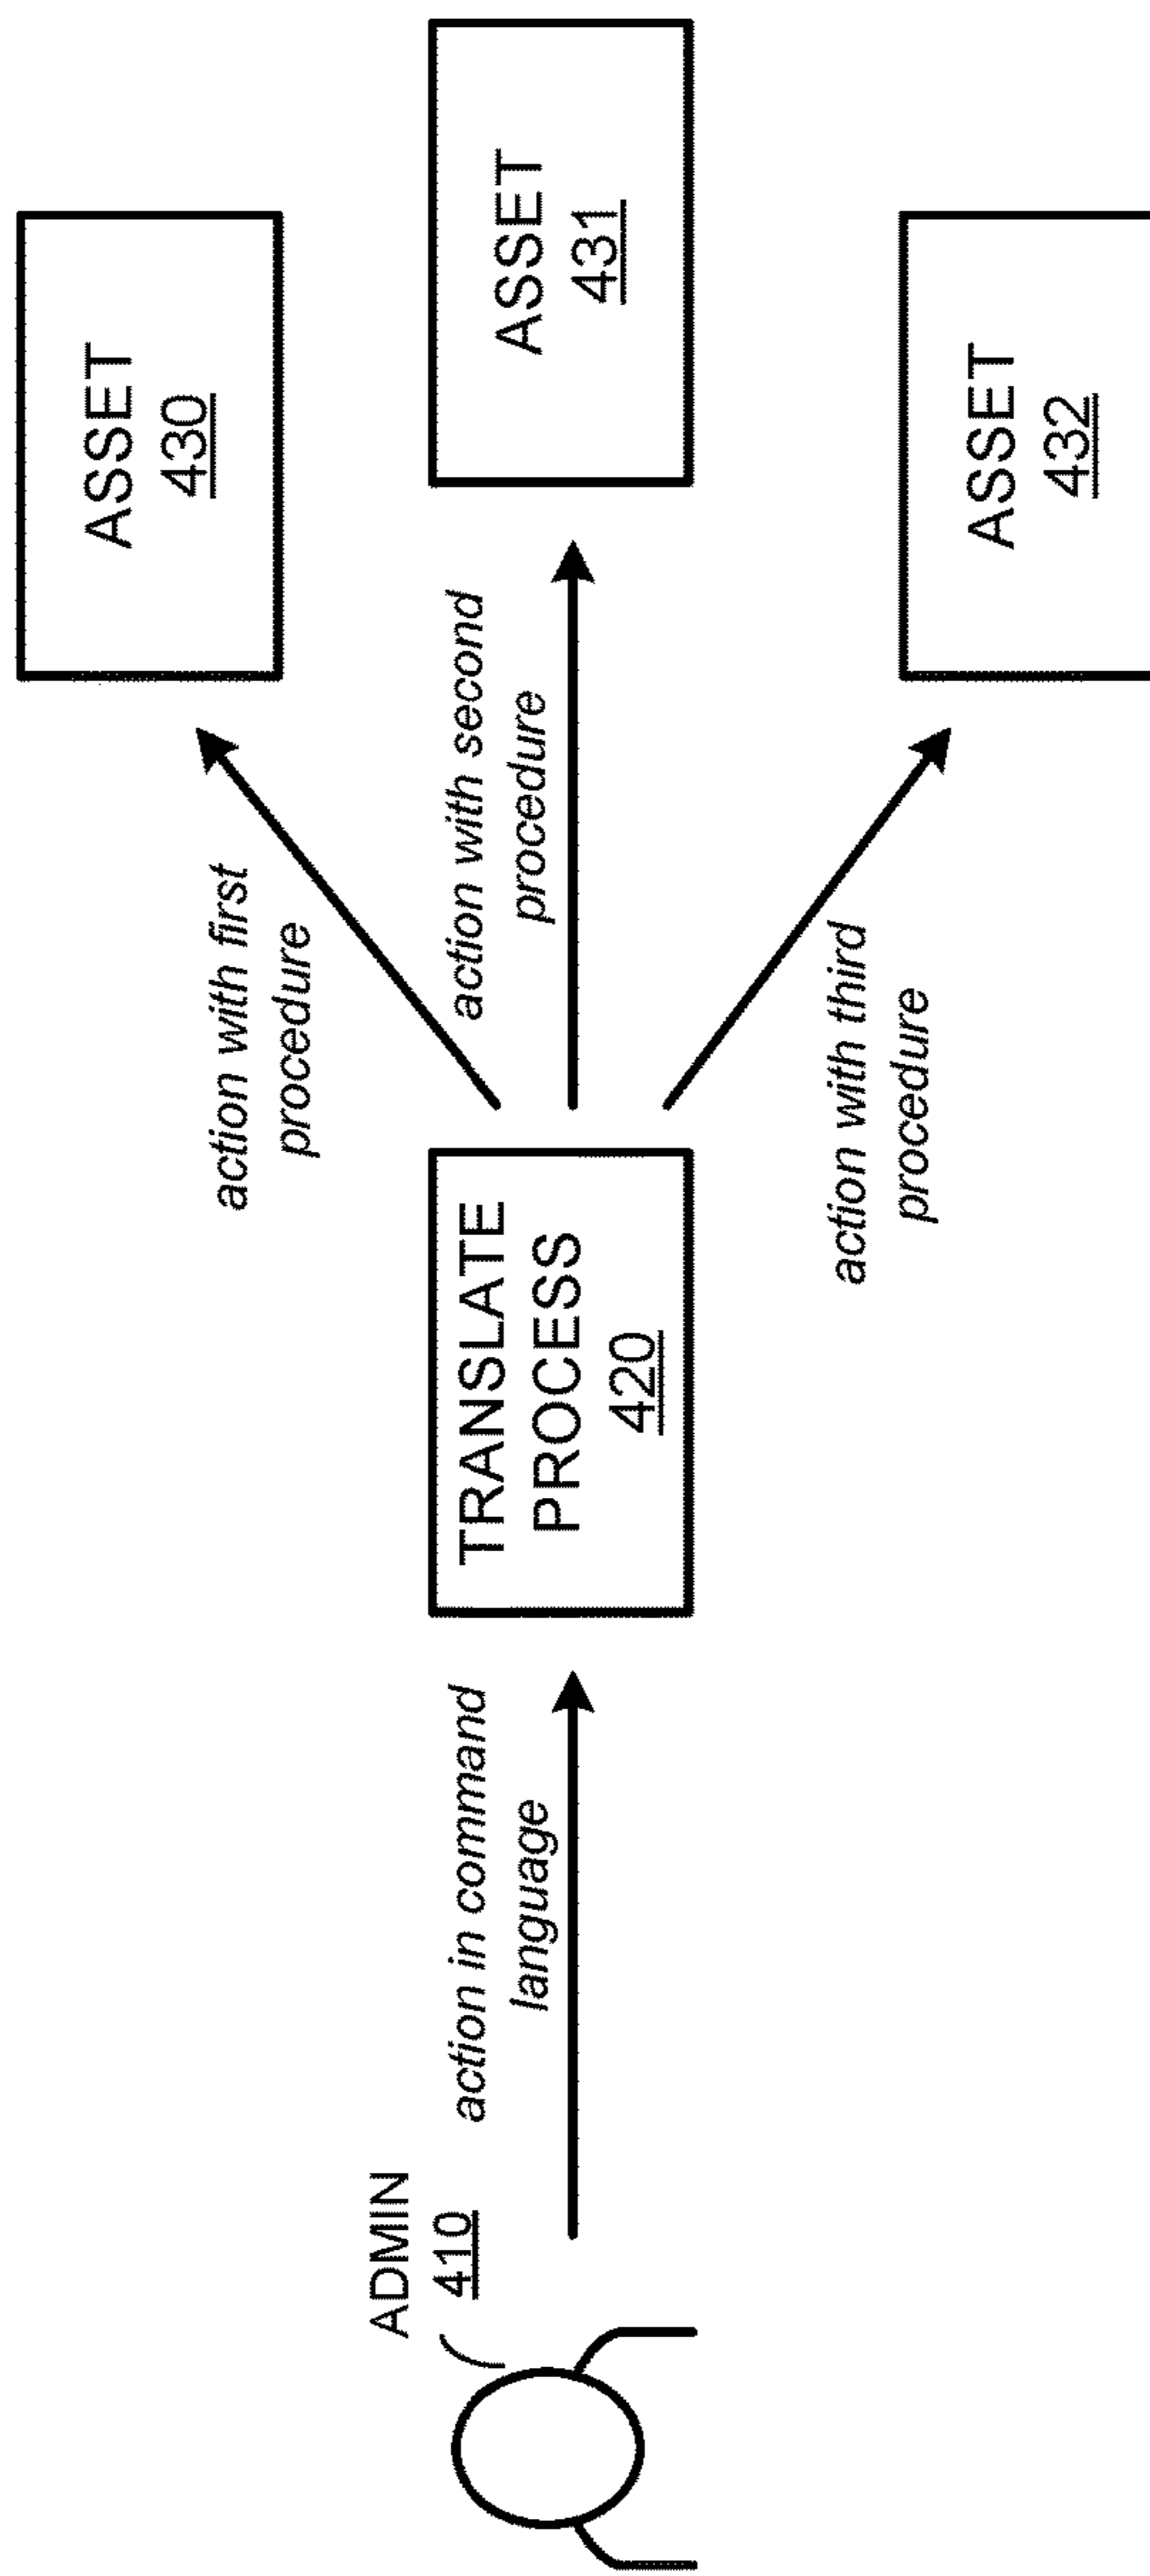 ADMIN
410
action in command
language
TRANSLATE
PROCESS
420
action with first
procedure
action with second
procedure
action with third
procedure
ASSET
430
ASSET
431
ASSET
432